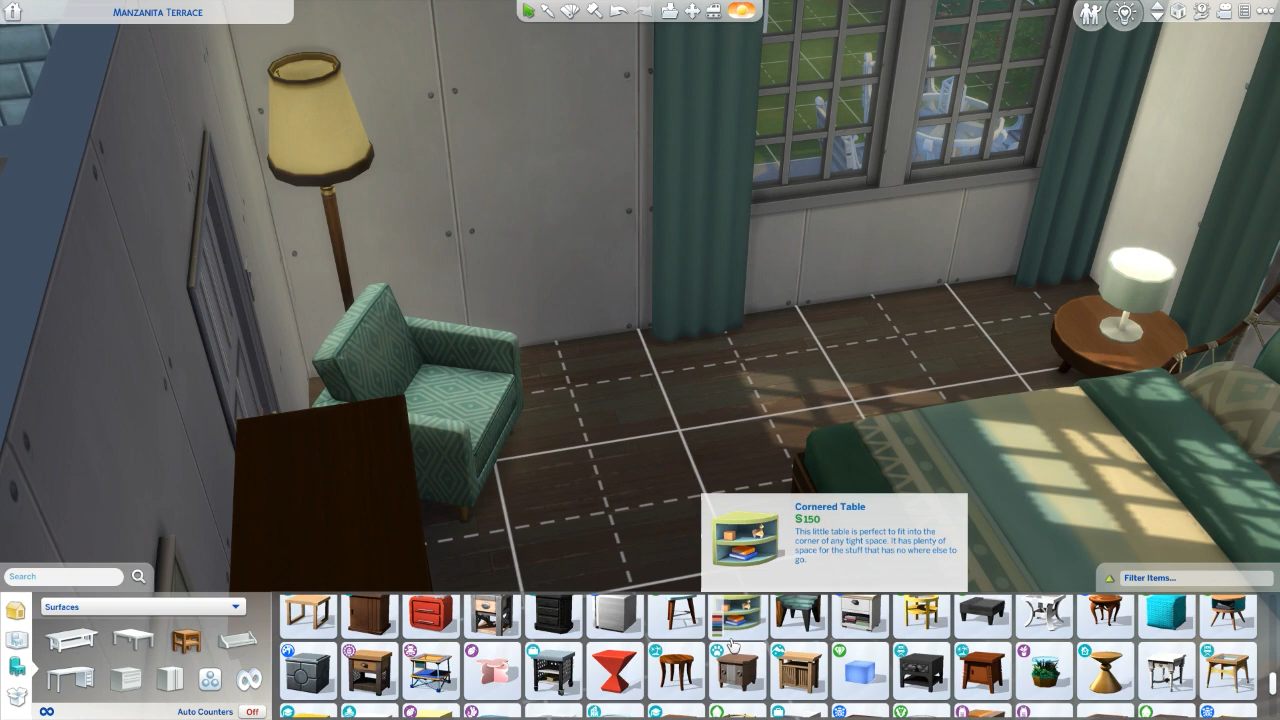 Manzanita Terrace
Cornered Table
§150
This little table is perfect to fit into the
corner of any tight space. It has plenty of
space for the stuff that has no where else to
go.
Search
Filter Items...
Surfaces
Auto Counters
Off